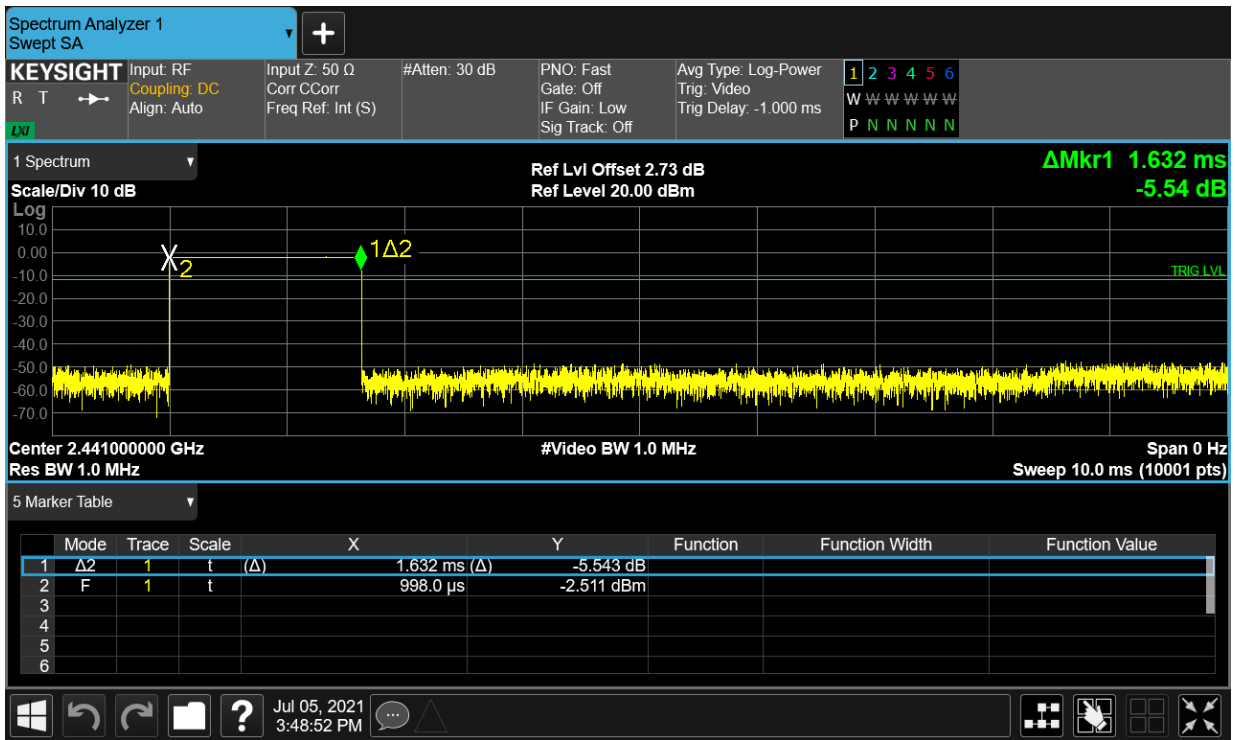 Spectrum Analyzer 1
Swept SA
▼
+
KEYSIGHT Input: RF Input Z: 50 Ω #Atten: 30 dB PNO: Fast Avg Type: Log-Power 1 2 3 4 5 6
R T Coupling: DC Corr CCorr Gate: Off Trig: Video W W W W W W
Align: Auto Freq Ref: Int (S) IF Gain: Low Trig Delay: -1.000 ms P N N N N N
LXI Sig Track: Off
1 Spectrum ▼ Ref Lvl Offset 2.73 dB ΔMkr1 1.632 ms
Scale/Div 10 dB Ref Level 20.00 dBm -5.54 dB
Log
10.0
0.00 1Δ2
2
-10.0 TRIG LVL
-20.0
-30.0
-40.0
-50.0
-60.0
-70.0
Center 2.441000000 GHz #Video BW 1.0 MHz Span 0 Hz
Res BW 1.0 MHz Sweep 10.0 ms (10001 pts)
5 Marker Table ▼
Mode Trace Scale X Y Function Function Width Function Value
1 Δ2 1 t (Δ) 1.632 ms (Δ) -5.543 dB
2 F 1 t 998.0 µs -2.511 dBm
3
4
5
6
? Jul 05, 2021
3:48:52 PM